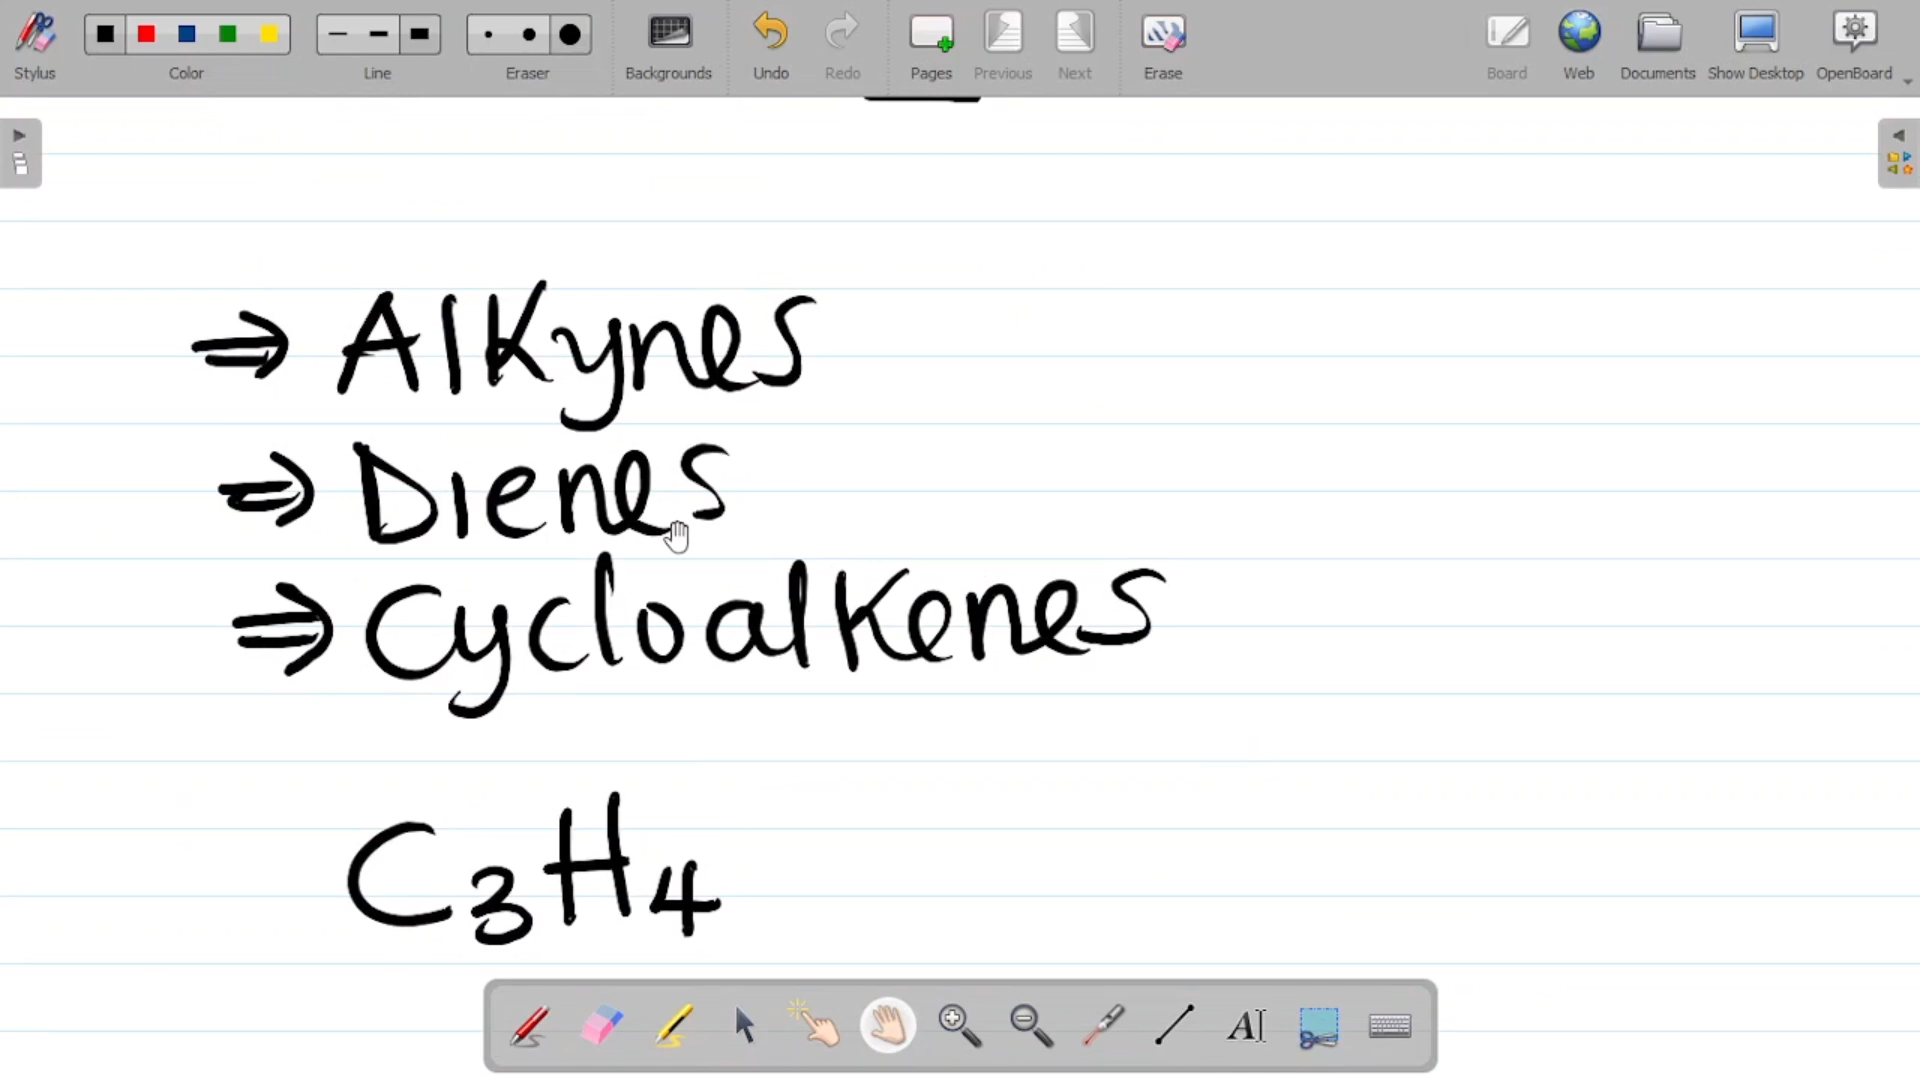 Stylus Color Line Eraser Backgrounds Undo Redo Pages Previous Next Erase Board Web Documents Show Desktop OpenBoard
⇒ Alkynes
⇒ Dienes
⇒ Cycloalkenes
C₃H₄